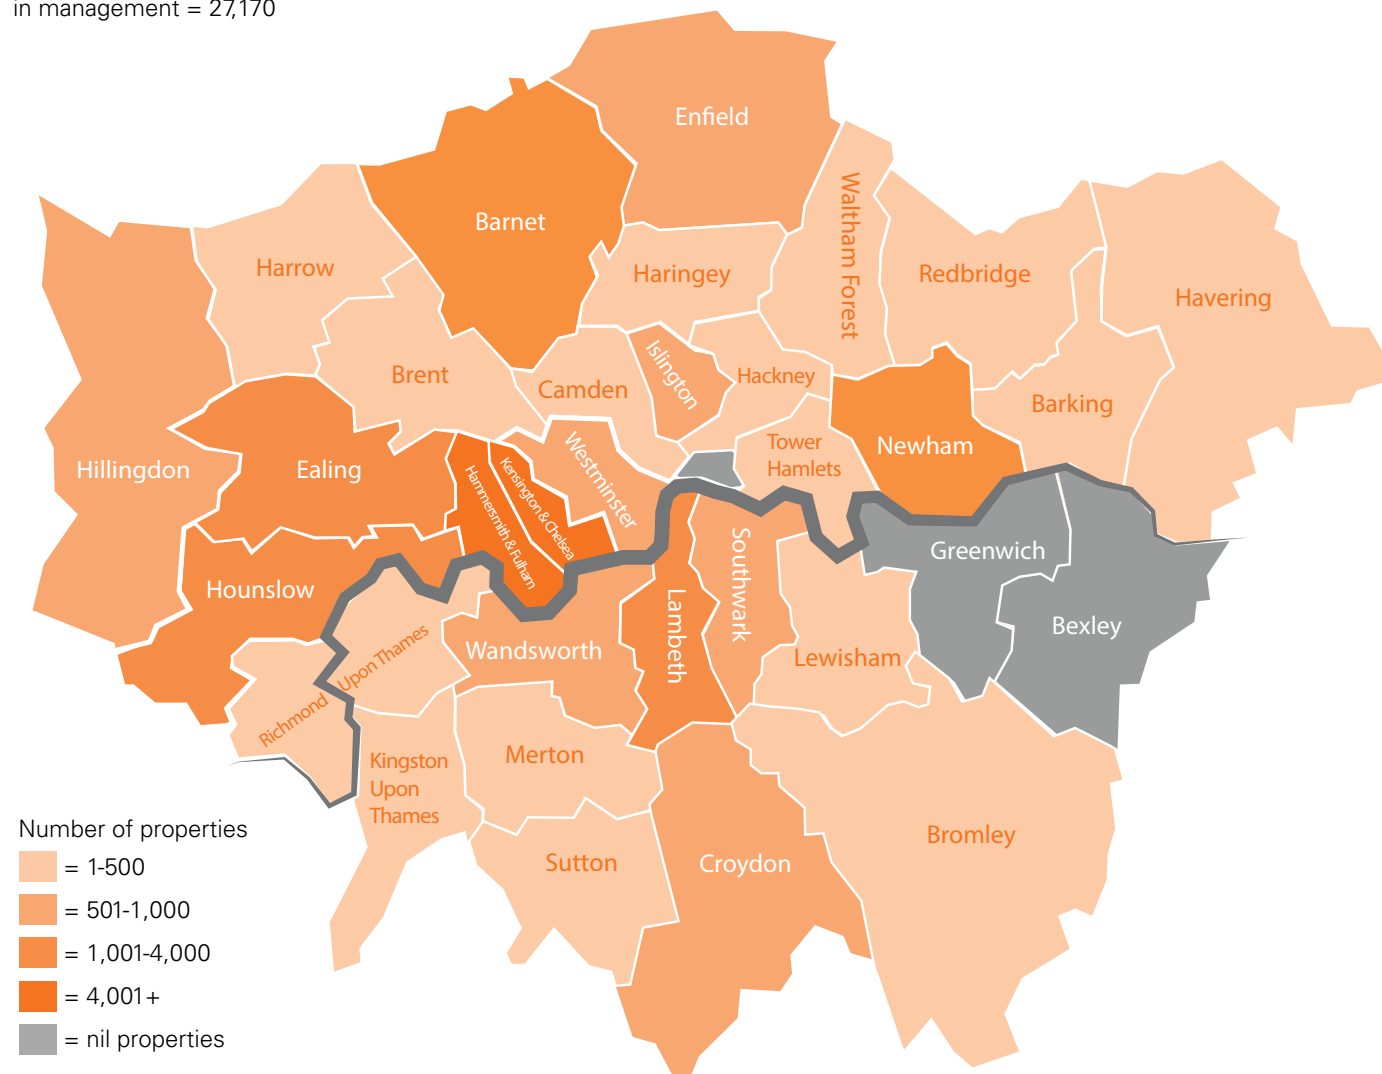 in management = 27,170
Enfield
Barnet
Waltham Forest
Harrow
Haringey
Redbridge
Havering
Islington
Brent
Camden
Hackney
Barking
Hillingdon
Ealing
Westminster
Tower
Hamlets
Newham
Kensington & Chelsea
Hammersmith & Fulham
Southwark
Greenwich
Hounslow
Lambeth
Bexley
Richmond Upon Thames
Wandsworth
Lewisham
Merton
Kingston
Upon
Thames
Bromley
Sutton
Croydon
Number of properties
= 1-500
= 501-1,000
= 1,001-4,000
= 4,001+
= nil properties